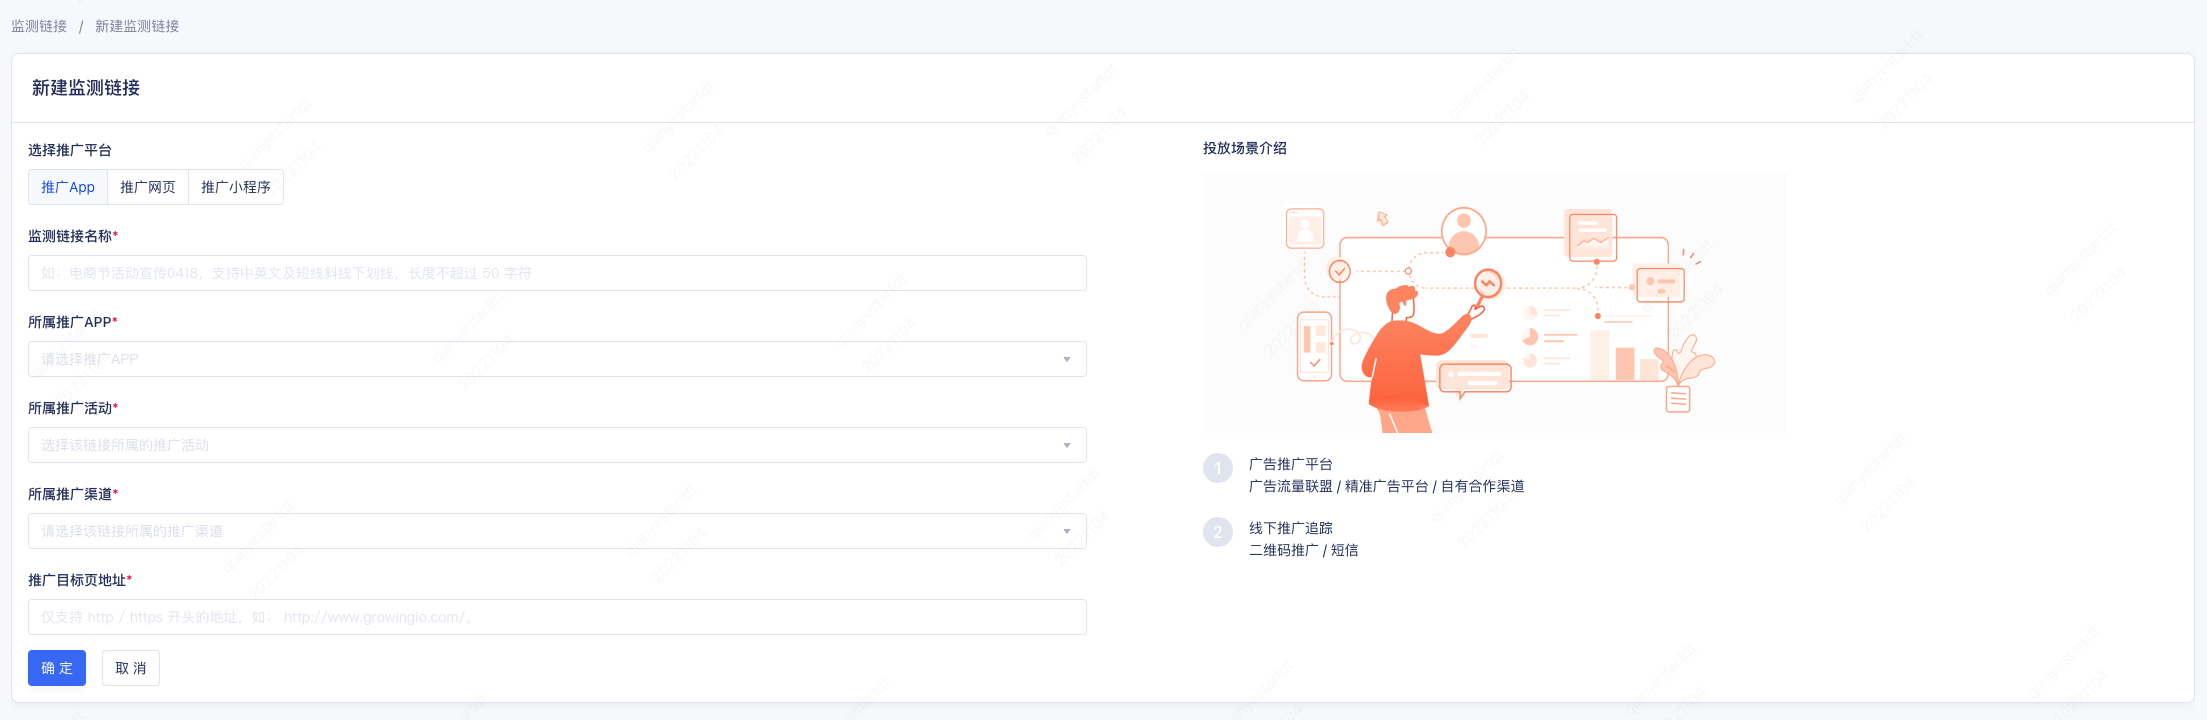 监测链接 / 新建监测链接
新建监测链接
选择推广平台
推广App 推广网页 推广小程序
监测链接名称*
如：电商节活动宣传0418，支持中英文及短线斜线下划线，长度不超过 50 字符
所属推广APP*
请选择推广APP
所属推广活动*
选择该链接所属的推广活动
所属推广渠道*
请选择该链接所属的推广渠道
推广目标页地址*
仅支持 http / https 开头的地址，如： http://www.growingio.com/。
确 定 取 消
投放场景介绍
1 广告推广平台
广告流量联盟 / 精准广告平台 / 自有合作渠道
2 线下推广追踪
二维码推广 / 短信